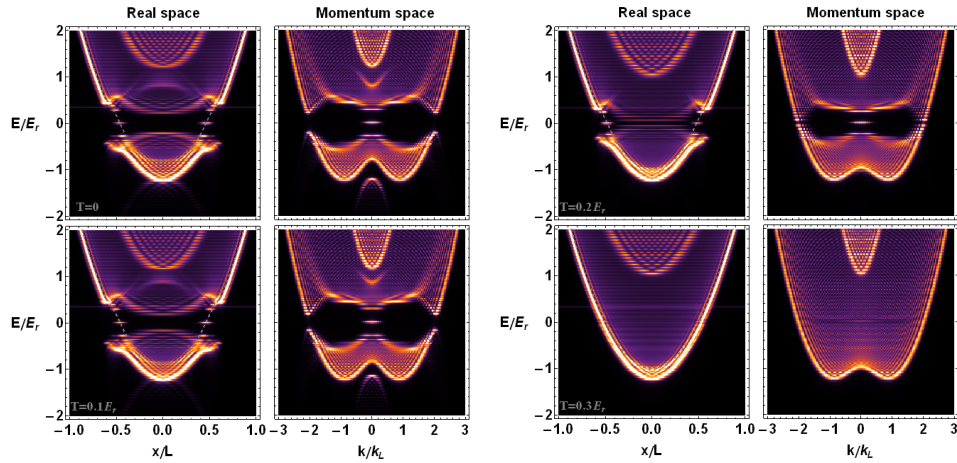 Real space Momentum space Real space Momentum space
2 2
1 1
E/E_r 0 E/E_r 0
−1 −1
T=0 T=0.2E_r
−2 −2
2 2
1 1
E/E_r 0 E/E_r 0
−1 −1
T=0.1E_r T=0.3E_r
−2 −2
−1.0 −0.5 0.0 0.5 1.0 −3 −2 −1 0 1 2 3 −1.0 −0.5 0.0 0.5 1.0 −3 −2 −1 0 1 2 3
x/L k/k_L x/L k/k_L